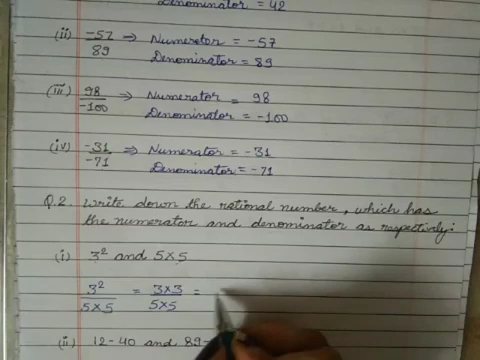 Denominator = 42
(ii) -57/89 ⇒ Numerator = -57
Denominator = 89
(iii) 98/-100 ⇒ Numerator = 98
Denominator = -100
(iv) -31/-71 ⇒ Numerator = -31
Denominator = -71
Q.2. Write down the rational number, which has
the numerator and denominator as respectively:
(i) 3² and 5×5
3²/5×5 = 3×3/5×5 =
(ii) 12-40 and 89-